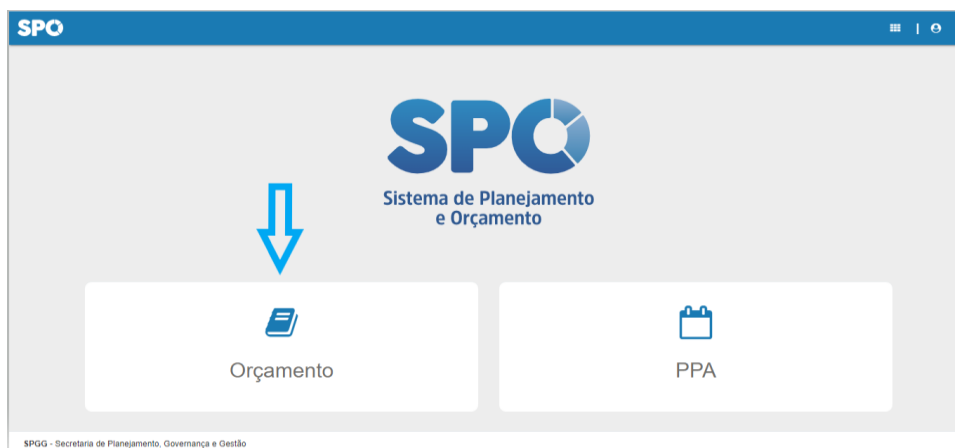 SPO
SPO
Sistema de Planejamento
e Orçamento
Orçamento
PPA
SPGG - Secretaria de Planejamento, Governança e Gestão